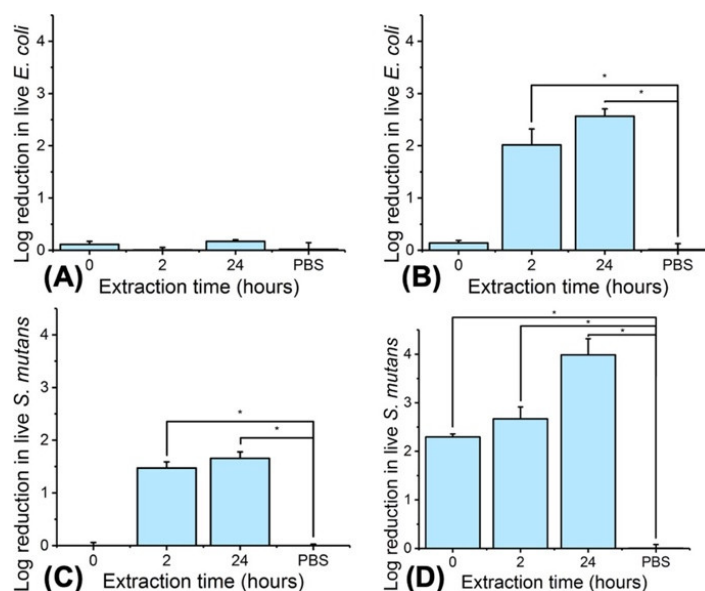 Log reduction in live E. coli
4
3
2
1
0
0
2
24
PBS
Extraction time (hours)
(A)
Log reduction in live E. coli
4
3
2
1
0
*
*
0
2
24
PBS
Extraction time (hours)
(B)
Log reduction in live S. mutans
4
3
2
1
0
*
*
0
2
24
PBS
Extraction time (hours)
(C)
Log reduction in live S. mutans
4
3
2
1
0
*
*
*
0
2
24
PBS
Extraction time (hours)
(D)